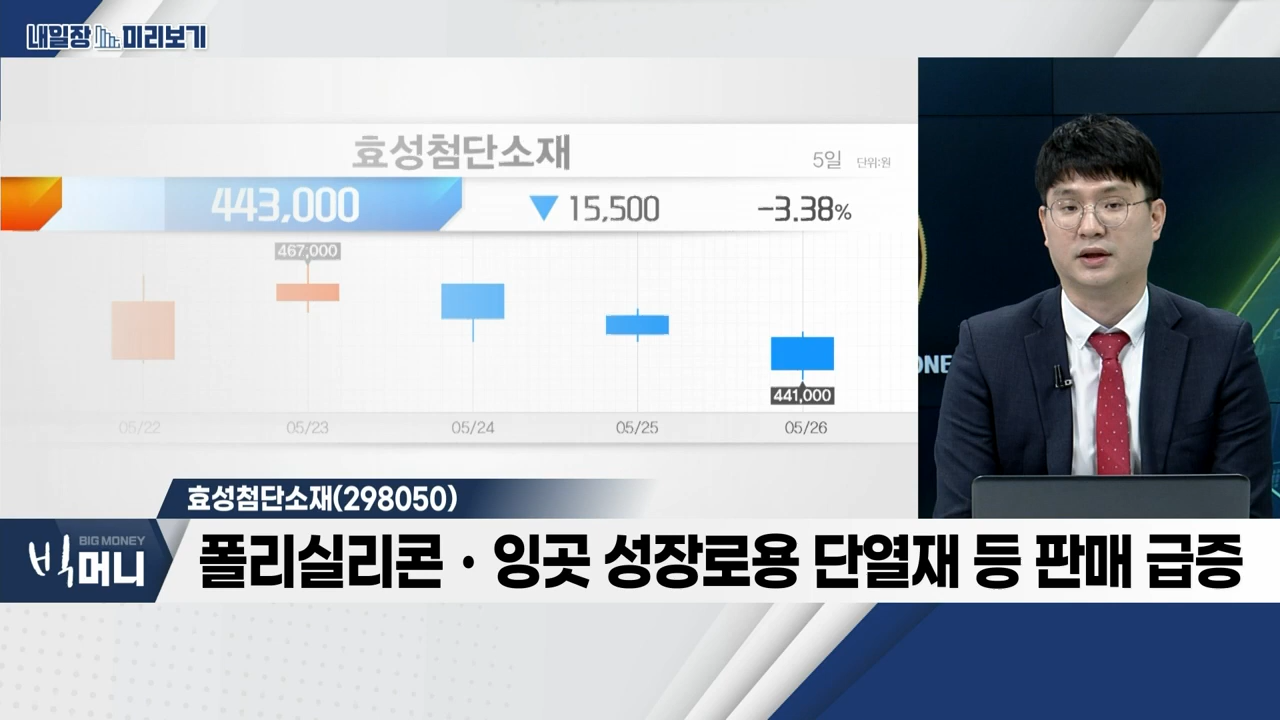 내일장 미리보기
효성첨단소재
5일 단위:원
443,000 ▼ 15,500 -3.38%
467,000
441,000
05/22 05/23 05/24 05/25 05/26
ONE
효성첨단소재(298050)
BIG MONEY
빅머니
폴리실리콘 · 잉곳 성장로용 단열재 등 판매 급증